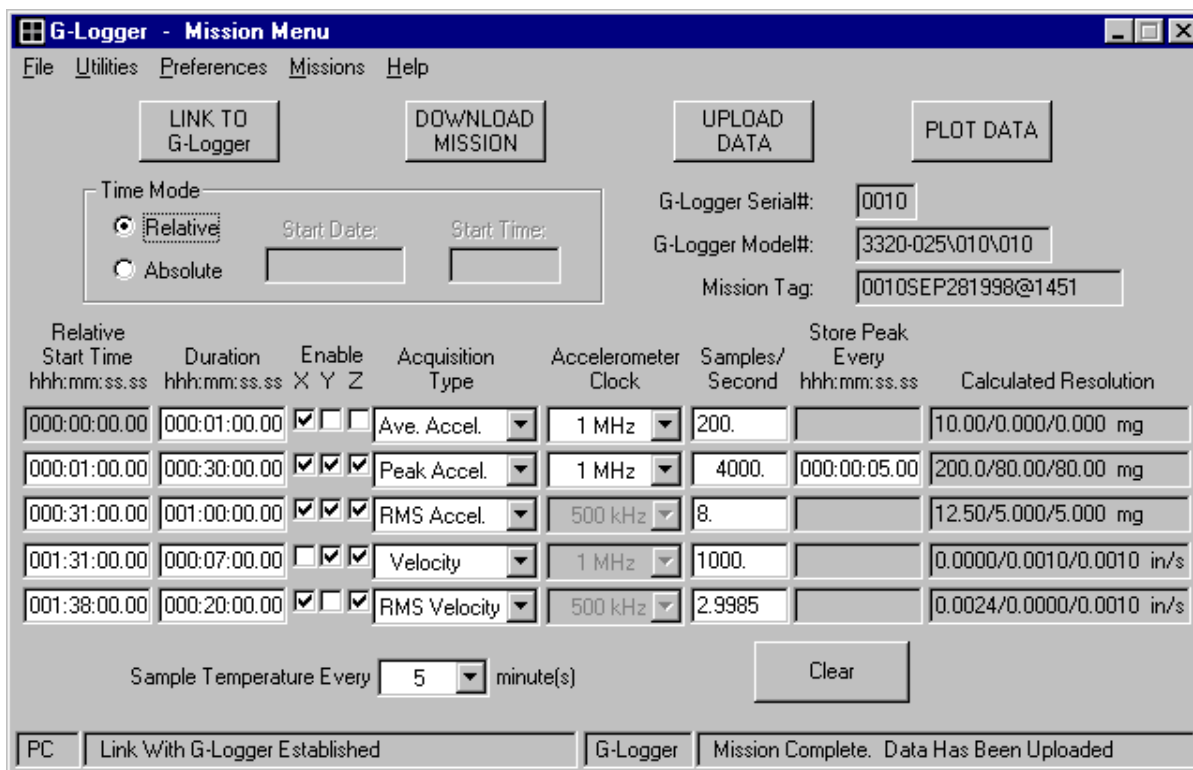 G-Logger - Mission Menu
File Utilities Preferences Missions Help
LINK TO
G-Logger
DOWNLOAD
MISSION
UPLOAD
DATA
PLOT DATA
Time Mode
Relative
Absolute
Start Date:
Start Time:
G-Logger Serial#: 0010
G-Logger Model#: 3320-025\010\010
Mission Tag: 0010SEP281998@1451
Relative
Start Time
hhh:mm:ss.ss
Duration
hhh:mm:ss.ss
Enable
X Y Z
Acquisition
Type
Accelerometer
Clock
Samples/
Second
Store Peak
Every
hhh:mm:ss.ss
Calculated Resolution
000:00:00.00 000:01:00.00 Ave. Accel. 1 MHz 200. 10.00/0.000/0.000 mg
000:01:00.00 000:30:00.00 Peak Accel. 1 MHz 4000. 000:00:05.00 200.0/80.00/80.00 mg
000:31:00.00 001:00:00.00 RMS Accel. 500 kHz 8. 12.50/5.000/5.000 mg
001:31:00.00 000:07:00.00 Velocity 1 MHz 1000. 0.0000/0.0010/0.0010 in/s
001:38:00.00 000:20:00.00 RMS Velocity 500 kHz 2.9985 0.0024/0.0000/0.0010 in/s
Sample Temperature Every 5 minute(s)
Clear
PC Link With G-Logger Established G-Logger Mission Complete. Data Has Been Uploaded